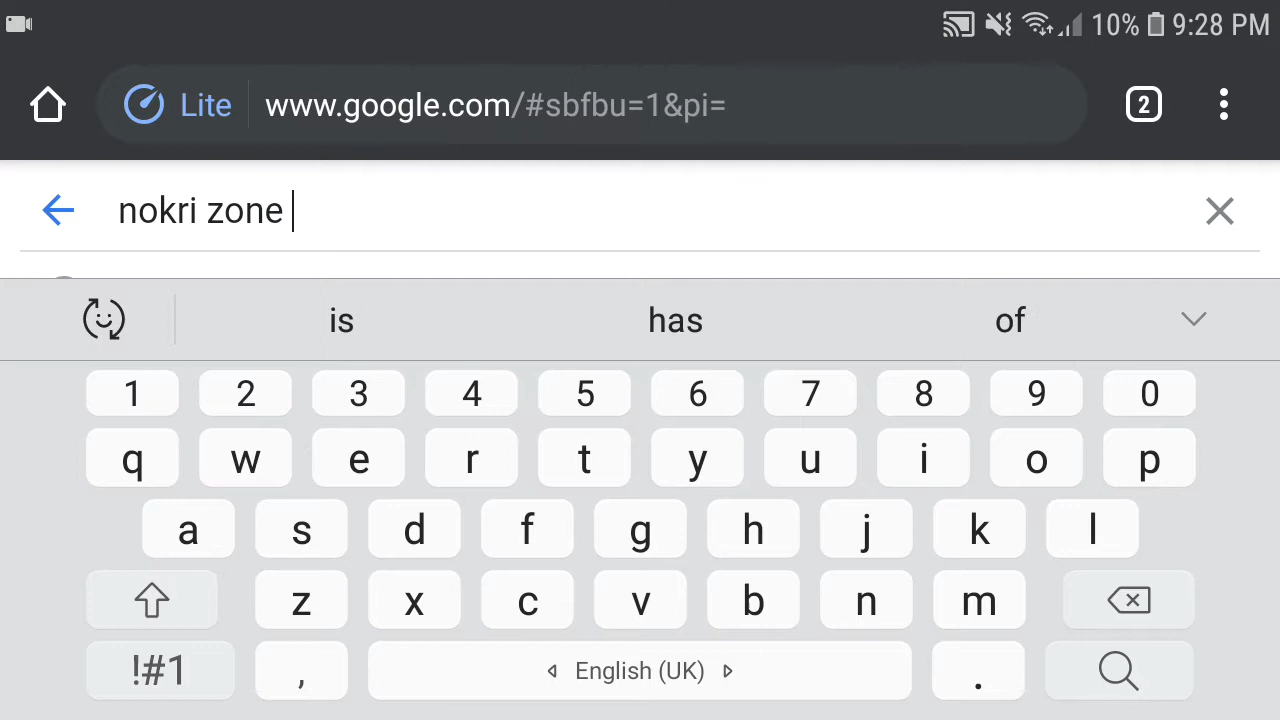 10% 9:28 PM
Lite www.google.com/#sbfbu=1&pi= 2
nokri zone
is has of
1 2 3 4 5 6 7 8 9 0
q w e r t y u i o p
a s d f g h j k l
z x c v b n m
!#1 , English (UK) .